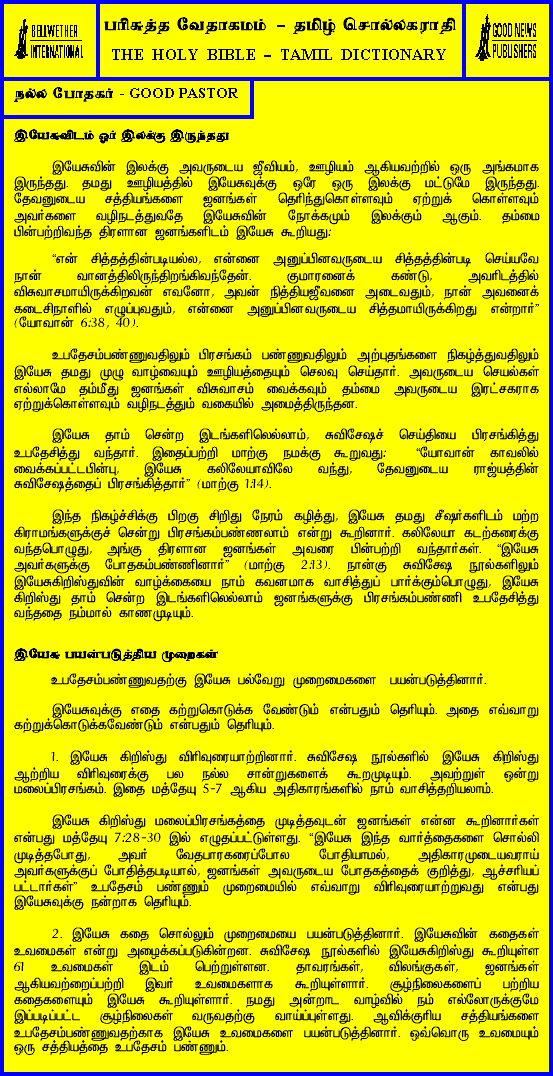 BELLWETHER
INTERNATIONAL
பரிசுத்த வேதாகமம் – தமிழ் சொல்லகராதி
THE HOLY BIBLE – TAMIL DICTIONARY
GOOD NEWS
PUBLISHERS
நல்ல போதகர் - GOOD PASTOR
இயேசுவிடம் ஓர் இலக்கு இருந்தது
இயேசுவின் இலக்கு அவருடைய ஜீவியம், ஊழியம் ஆகியவற்றில் ஒரு அங்கமாக
இருந்தது. தமது ஊழியத்தில் இயேசுவுக்கு ஒரே ஒரு இலக்கு மட்டுமே இருந்தது.
தேவனுடைய சத்தியங்களை ஜனங்கள் தெரிந்துகொள்ளவும் ஏற்றுக் கொள்ளவும்
அவர்களை வழிநடத்துவதே இயேசுவின் நோக்கமும் இலக்கும் ஆகும். தம்மை
பின்பற்றிவந்த திரளான ஜனங்களிடம் இயேசு கூறியது:
“என் சித்தத்தின்படியல்ல, என்னை அனுப்பினவருடைய சித்தத்தின்படி செய்யவே
நான் வானத்திலிருந்திறங்கிவந்தேன். குமாரனைக் கண்டு, அவரிடத்தில்
விசுவாசமாயிருக்கிறவன் எவனோ, அவன் நித்தியஜீவனை அடைவதும், நான் அவனைக்
கடைசிநாளில் எழுப்புவதும், என்னை அனுப்பினவருடைய சித்தமாயிருக்கிறது என்றார்”
(யோவான் 6:38, 40).
உபதேசம்பண்ணுவதிலும் பிரசங்கம் பண்ணுவதிலும் அற்புதங்களை நிகழ்த்துவதிலும்
இயேசு தமது முழு வாழ்வையும் ஊழியத்தையும் செலவு செய்தார். அவருடைய செயல்கள்
எல்லாமே தம்மீது ஜனங்கள் விசுவாசம் வைக்கவும் தம்மை அவருடைய இரட்சகராக
ஏற்றுக்கொள்ளவும் வழிநடத்தும் வகையில் அமைத்திருந்தன.
இயேசு தாம் சென்ற இடங்களிலெல்லாம், சுவிசேஷச் செய்தியை பிரசங்கித்து
உபதேசித்து வந்தார். இதைப்பற்றி மாற்கு நமக்கு கூறுவது: “யோவான் காவலில்
வைக்கப்பட்டபின்பு, இயேசு கலிலேயாவிலே வந்து, தேவனுடைய ராஜ்யத்தின்
சுவிசேஷத்தைப் பிரசங்கித்தார்” (மாற்கு 1:14).
இந்த நிகழ்ச்சிக்கு பிறகு சிறிது நேரம் கழித்து, இயேசு தமது சீஷர்களிடம் மற்ற
கிராமங்களுக்குச் சென்று பிரசங்கம்பண்ணலாம் என்று கூறினார். கலிலேயா கடற்கரைக்கு
வந்தபொழுது, அங்கு திரளான ஜனங்கள் அவரை பின்பற்றி வந்தார்கள். “இயேசு
அவர்களுக்கு போதகம்பண்ணினார்” (மாற்கு 2:13). நான்கு சுவிசேஷ நூல்களிலும்
இயேசுகிறிஸ்துவின் வாழ்க்கையை நாம் கவனமாக வாசித்துப் பார்க்கும்பொழுது, இயேசு
கிறிஸ்து தாம் சென்ற இடங்களிலெல்லாம் ஜனங்களுக்கு பிரசங்கம்பண்ணி உபதேசித்து
வந்ததை நம்மால் காணமுடியும்.
இயேசு பயன்படுத்திய முறைகள்
உபதேசம்பண்ணுவதற்கு இயேசு பல்வேறு முறைமைகளை பயன்படுத்தினார்.
இயேசுவுக்கு எதை கற்றுகொடுக்க வேண்டும் என்பதும் தெரியும். அதை எவ்வாறு
கற்றுக்கொடுக்கவேண்டும் என்பதும் தெரியும்.
1. இயேசு கிறிஸ்து விரிவுரையாற்றினார். சுவிசேஷ நூல்களில் இயேசு கிறிஸ்து
ஆற்றிய விரிவுரைக்கு பல நல்ல சான்றுகளைக் கூறமுடியும். அவற்றுள் ஒன்று
மலைப்பிரசங்கம். இதை மத்தேயு 5-7 ஆகிய அதிகாரங்களில் நாம் வாசித்தறியலாம்.
இயேசு கிறிஸ்து மலைப்பிரசங்கத்தை முடித்தவுடன் ஜனங்கள் என்ன கூறினார்கள்
என்பது மத்தேயு 7:28-30 இல் எழுதப்பட்டுள்ளது. “இயேசு இந்த வார்த்தைகளை சொல்லி
முடித்தபோது, அவர் வேதபாரகரைப்போல போதியாமல், அதிகாரமுடையவராய்
அவர்களுக்குப் போதித்தபடியால், ஜனங்கள் அவருடைய போதகத்தைக் குறித்து, ஆச்சரியப்
பட்டார்கள்” உபதேசம் பண்ணும் முறைமையில் எவ்வாறு விரிவுரையாற்றுவது என்பது
இயேசுவுக்கு நன்றாக தெரியும்.
2. இயேசு கதை சொல்லும் முறைமையை பயன்படுத்தினார். இயேசுவின் கதைகள்
உவமைகள் என்று அழைக்கப்படுகின்றன. சுவிசேஷ நூல்களில் இயேசுகிறிஸ்து கூறியுள்ள
61 உவமைகள் இடம் பெற்றுள்ளன. தாவரங்கள், விலங்குகள், ஜனங்கள்
ஆகியவற்றைப்பற்றி இவர் உவமைகளாக கூறியுள்ளார். சூழ்நிலைகளைப் பற்றிய
கதைகளையும் இயேசு கூறியுள்ளார். நமது அன்றாட வாழ்வில் நம் எல்லோருக்குமே
இப்படிப்பட்ட சூழ்நிலைகள் வருவதற்கு வாய்ப்புள்ளது. ஆவிக்குரிய சத்தியங்களை
உபதேசம்பண்ணுவதற்காக இயேசு உவமைகளை பயன்படுத்தினார். ஒவ்வொரு உவமையும்
ஒரு சத்தியத்தை உபதேசம் பண்ணும்.